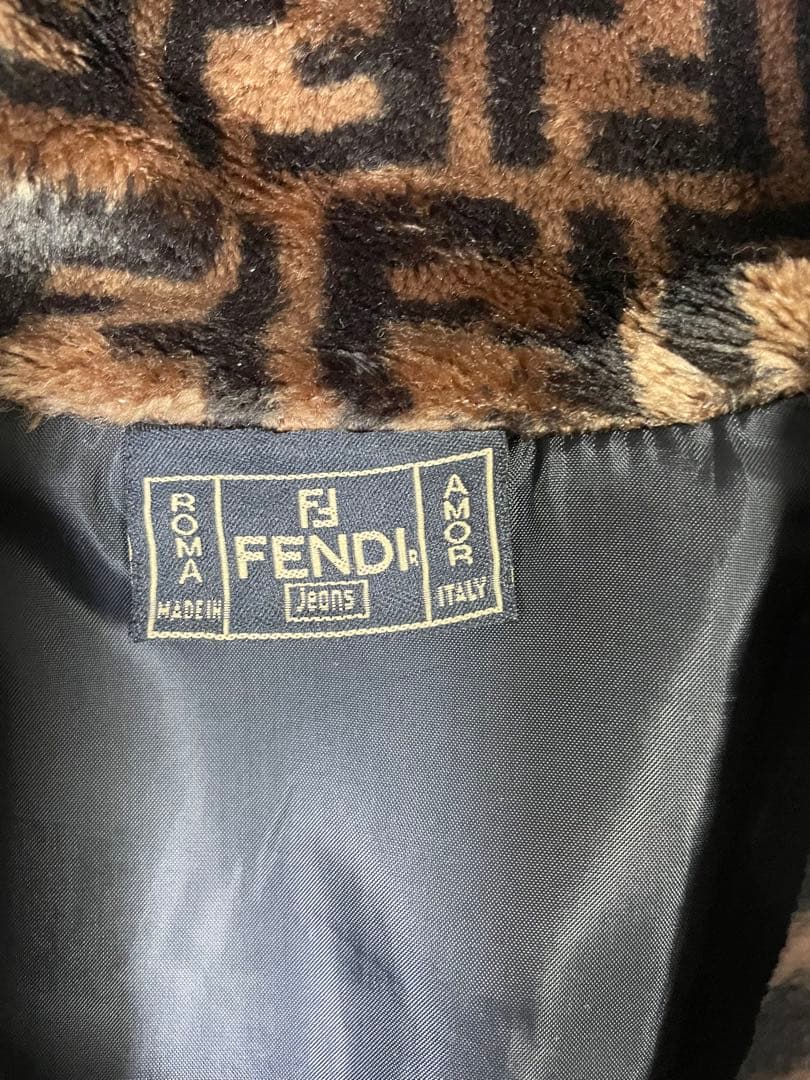 ROMA
MADE IN
FF
FENDI R
Jeans
AMOR
ITALY